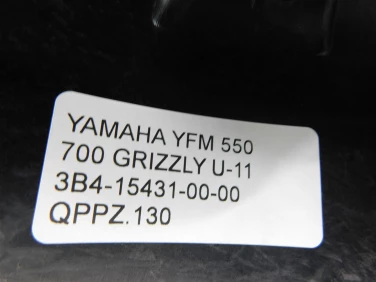 YAMAHA YFM 550
700 GRIZZLY U-11
3B4-15431-00-00
QPPZ.130